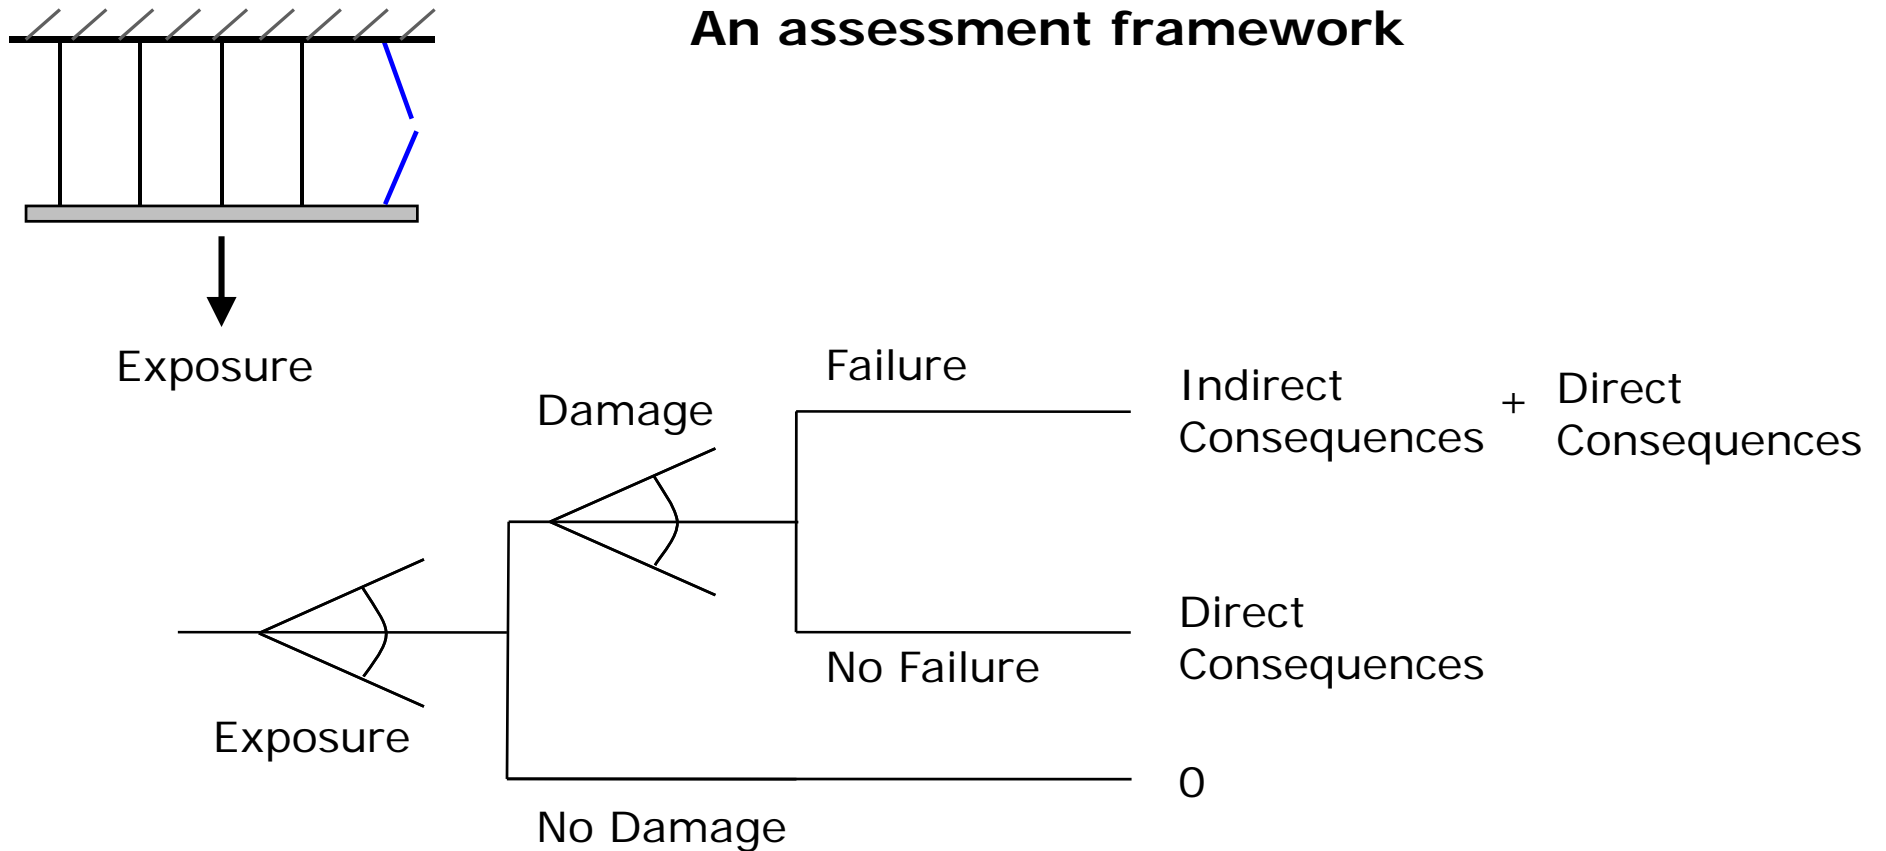 An assessment framework
Exposure
Failure
Damage
Indirect
Consequences
+
Direct
Consequences
Direct
Consequences
No Failure
Exposure
0
No Damage